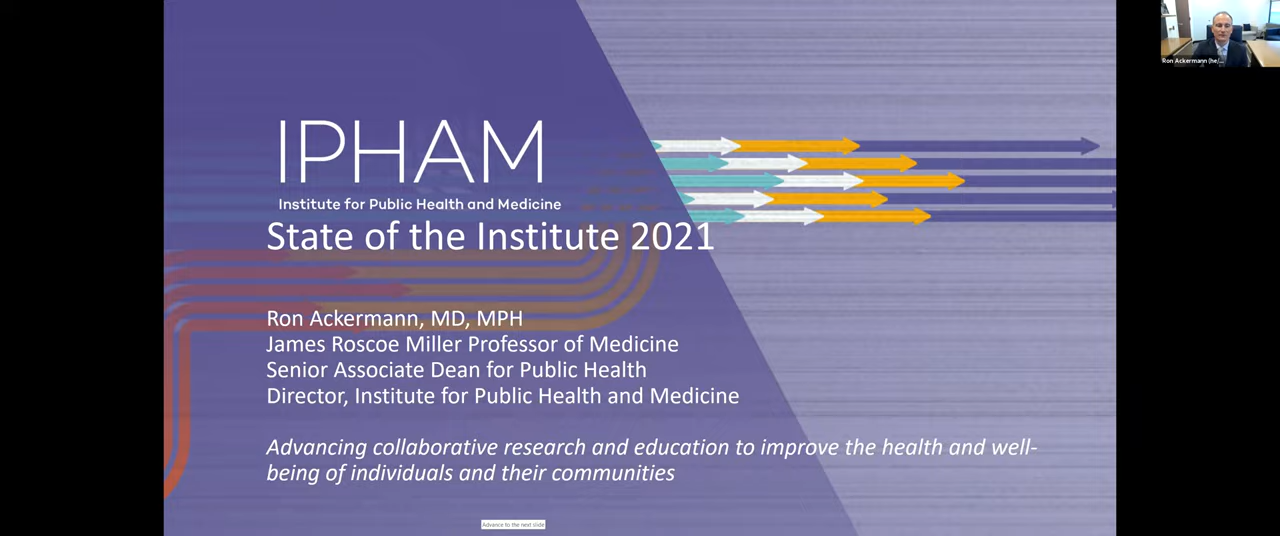 IPHAM
Institute for Public Health and Medicine
State of the Institute 2021
Ron Ackermann, MD, MPH
James Roscoe Miller Professor of Medicine
Senior Associate Dean for Public Health
Director, Institute for Public Health and Medicine
Advancing collaborative research and education to improve the health and well-
being of individuals and their communities
Advance to the next slide
Ron Ackermann (he/...